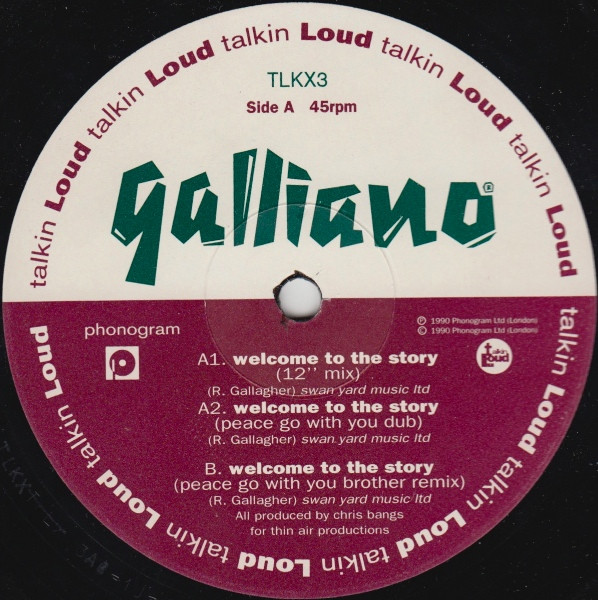 talkin Loud talkin Loud talkin Loud talkin Loud talkin Loud talkin Loud talkin Loud talkin Loud talkin Loud talkin Loud
TLKX3
Side A 45rpm
galliano ®
phonogram
℗ 1990 Phonogram Ltd (London)
© 1990 Phonogram Ltd (London)
talkin Loud
A1. welcome to the story
(12'' mix)
(R. Gallagher) swan yard music ltd
A2. welcome to the story
(peace go with you dub)
(R. Gallagher) swan yard music ltd
B. welcome to the story
(peace go with you brother remix)
(R. Gallagher) swan yard music ltd
All produced by chris bangs
for thin air productions